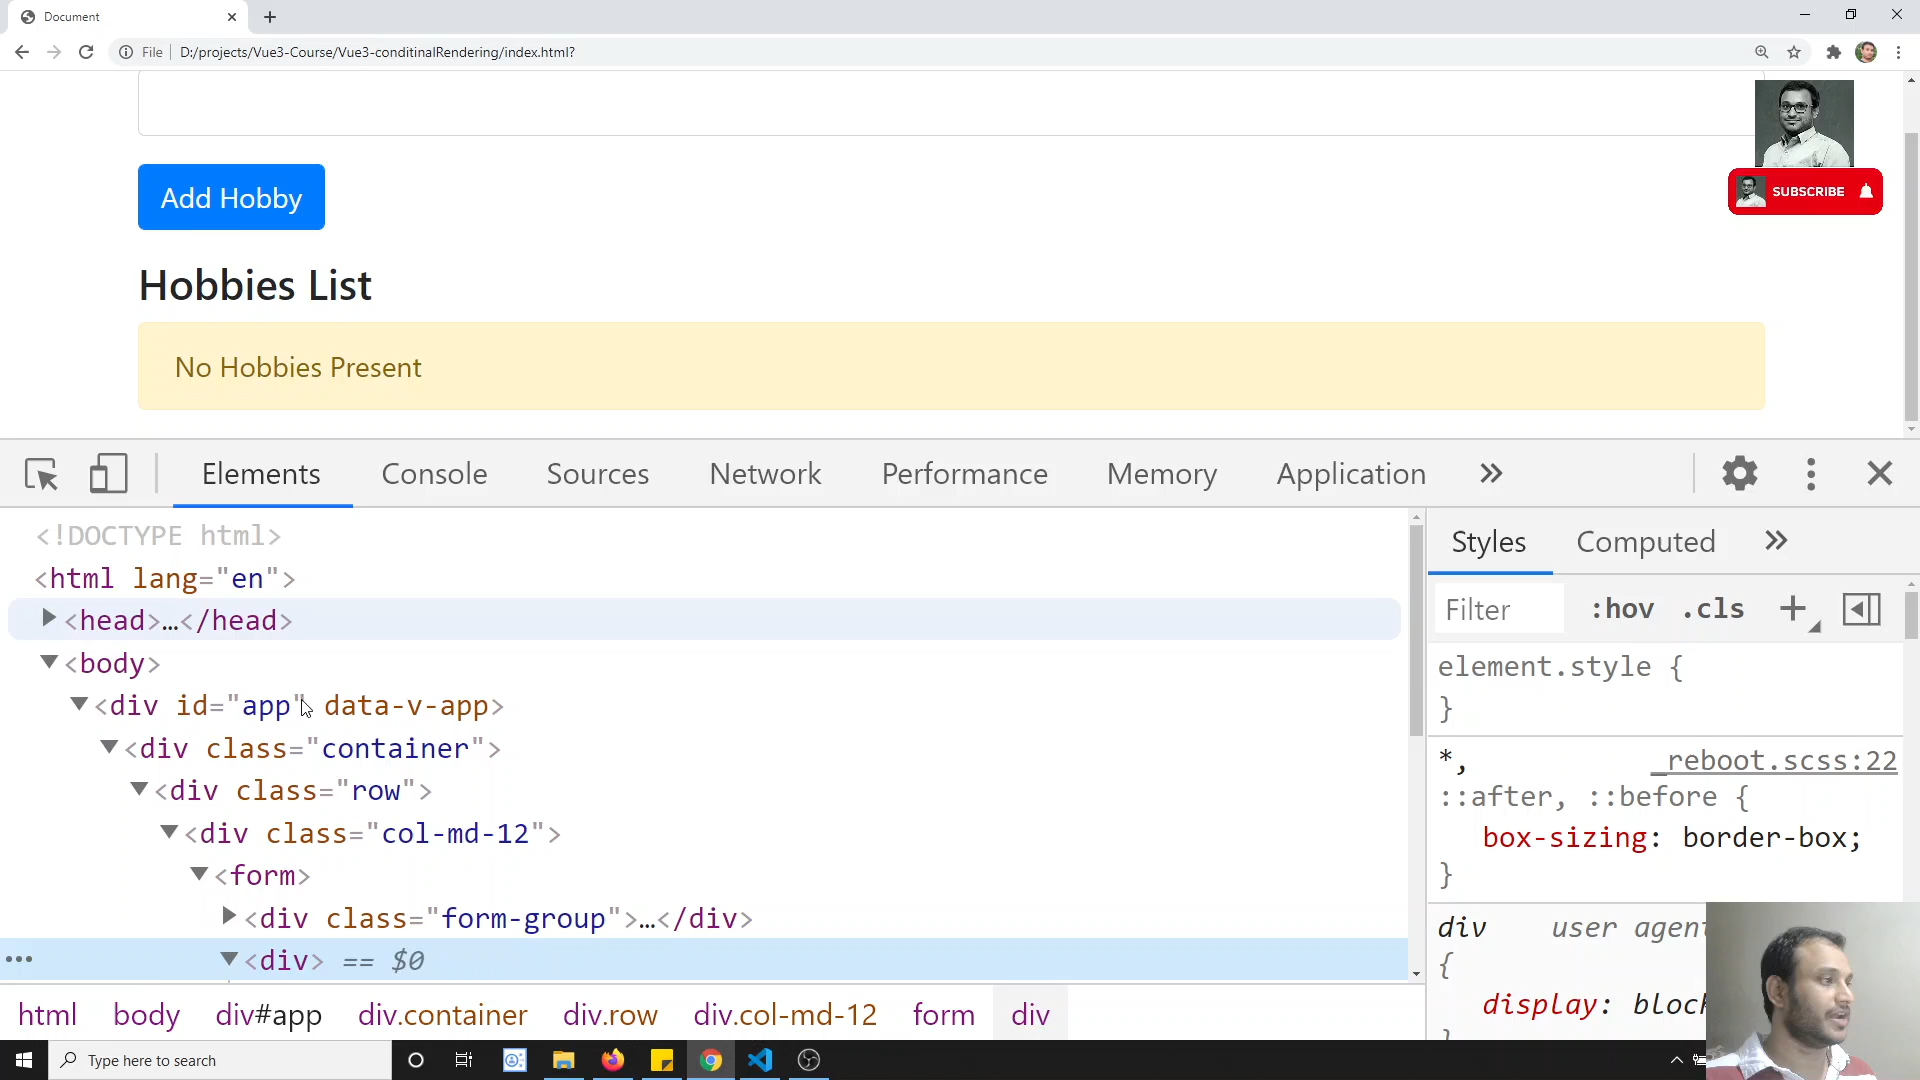 Document
File
D:/projects/Vue3-Course/Vue3-conditinalRendering/index.html?
SUBSCRIBE
Add Hobby
Hobbies List
No Hobbies Present
Elements Console Sources Network Performance Memory Application
<!DOCTYPE html>
<html lang="en">
<head>…</head>
<body>
<div id="app" data-v-app>
<div class="container">
<div class="row">
<div class="col-md-12">
<form>
<div class="form-group">…</div>
<div> == $0
html body div#app div.container div.row div.col-md-12 form div
Styles Computed
Filter :hov .cls
element.style {
}
*, _reboot.scss:22
::after, ::before {
box-sizing: border-box;
}
div user agent
{
display: block
Type here to search